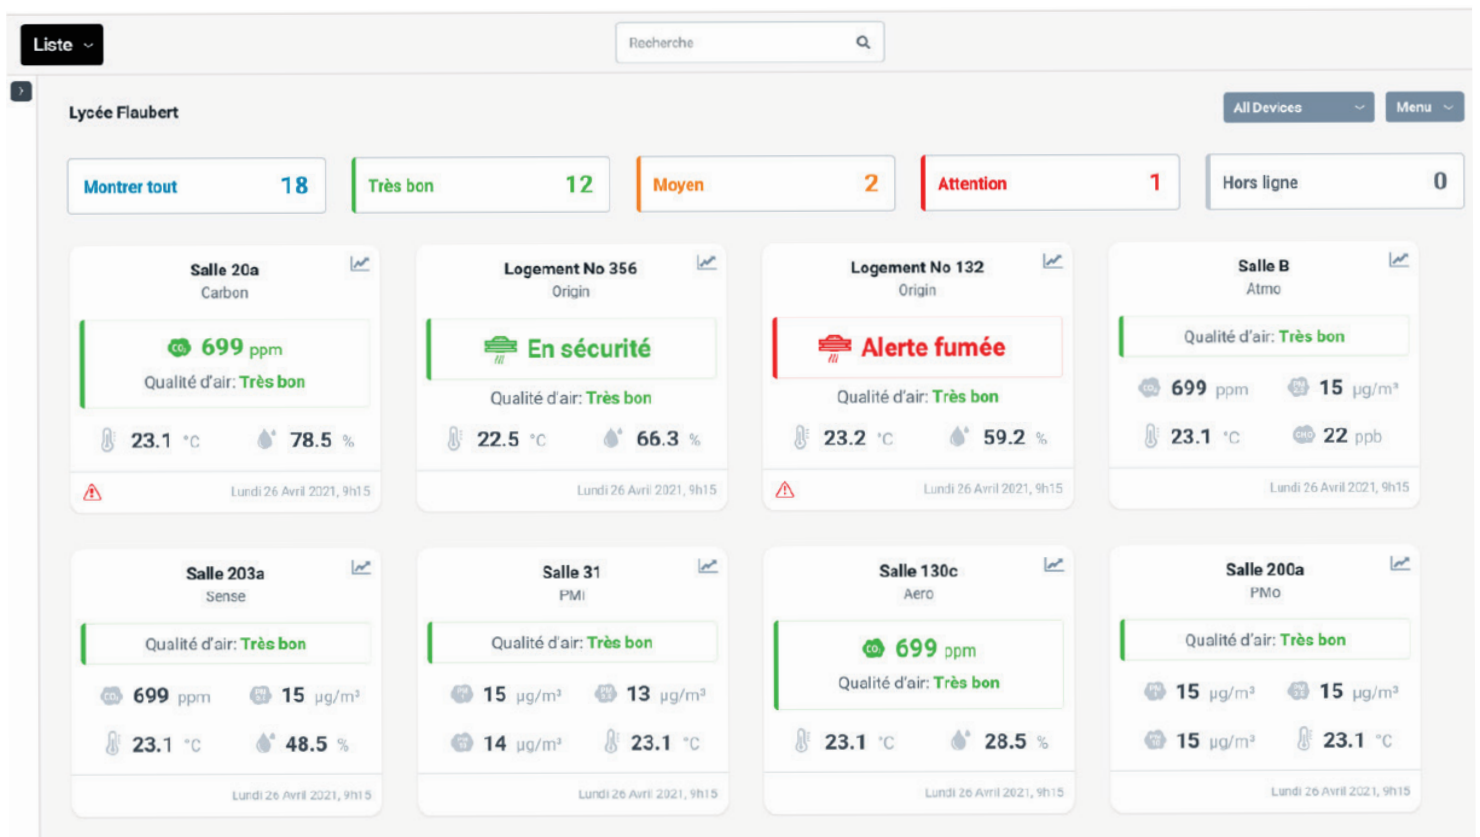 Liste
Recherche
Lycée Flaubert
All Devices
Menu
Montrer tout 18
Très bon 12
Moyen 2
Attention 1
Hors ligne 0
Salle 20a
Carbon
CO₂ 699 ppm
Qualité d'air: Très bon
23.1 °C 78.5 %
Lundi 26 Avril 2021, 9h15
Logement No 356
Origin
En sécurité
Qualité d'air: Très bon
22.5 °C 66.3 %
Lundi 26 Avril 2021, 9h15
Logement No 132
Origin
Alerte fumée
Qualité d'air: Très bon
23.2 °C 59.2 %
Lundi 26 Avril 2021, 9h15
Salle B
Atmo
Qualité d'air: Très bon
CO₂ 699 ppm 15 µg/m³
23.1 °C CH₂O 22 ppb
Lundi 26 Avril 2021, 9h15
Salle 203a
Sense
Qualité d'air: Très bon
CO₂ 699 ppm 15 µg/m³
23.1 °C 48.5 %
Lundi 26 Avril 2021, 9h15
Salle 31
PMi
Qualité d'air: Très bon
15 µg/m³ 13 µg/m³
14 µg/m³ 23.1 °C
Lundi 26 Avril 2021, 9h15
Salle 130c
Aero
CO₂ 699 ppm
Qualité d'air: Très bon
23.1 °C 28.5 %
Lundi 26 Avril 2021, 9h15
Salle 200a
PMo
Qualité d'air: Très bon
15 µg/m³ 15 µg/m³
15 µg/m³ 23.1 °C
Lundi 26 Avril 2021, 9h15